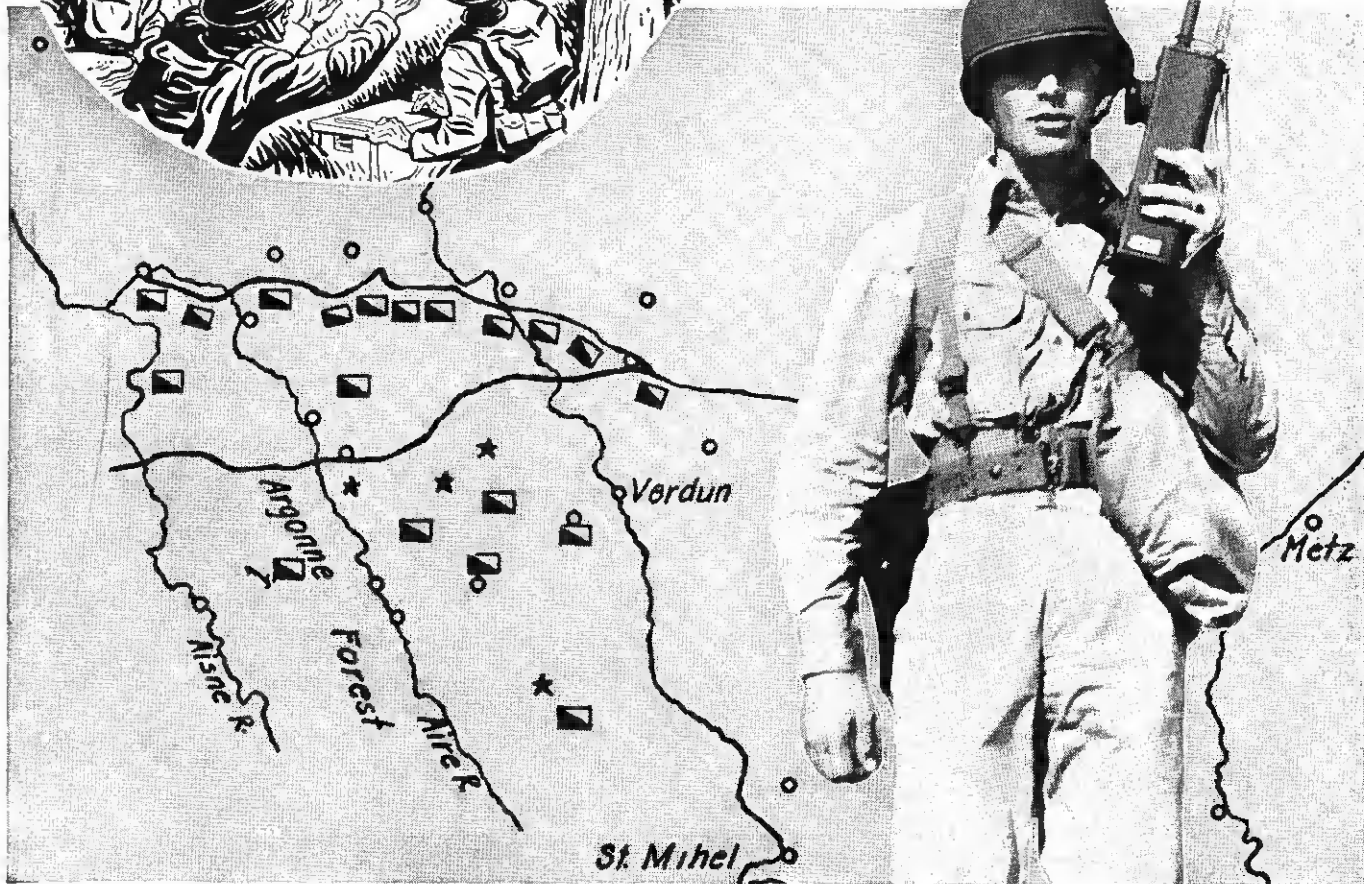 Verdun
Metz
Argonne
Forest
Aisne R.
Aire R.
St. Mihel